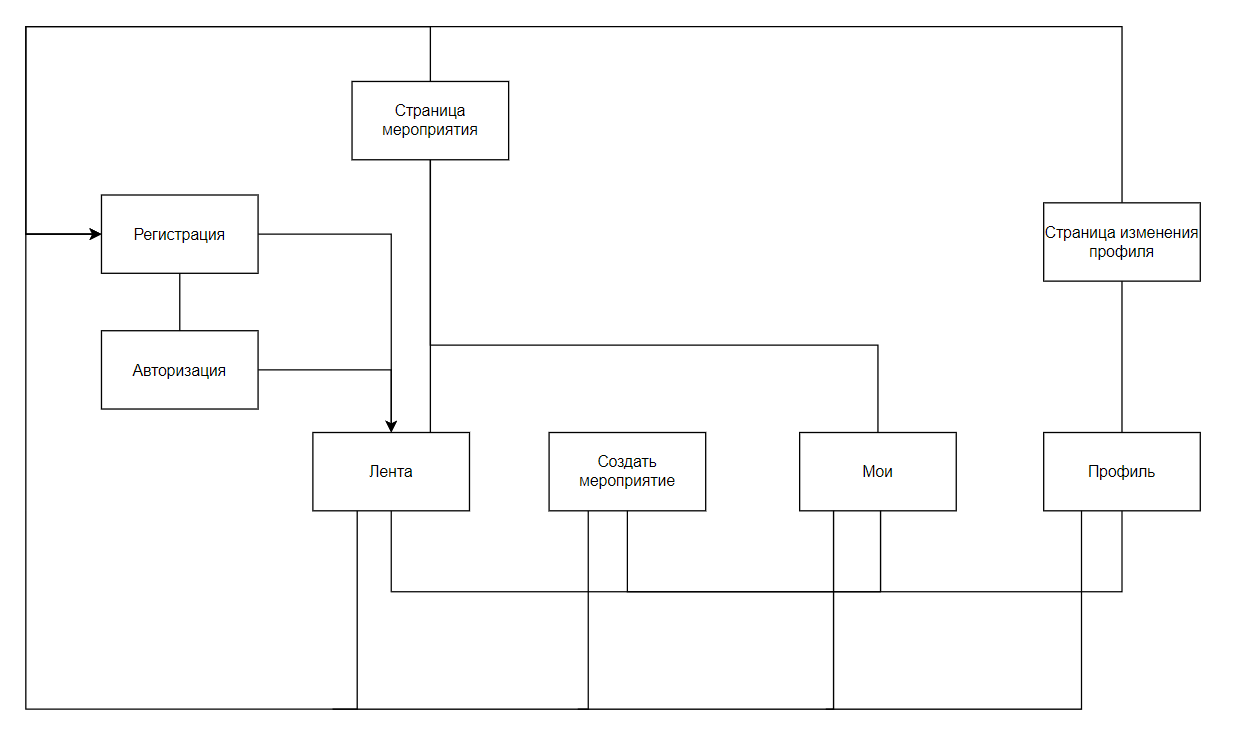 Страница
мероприятия
Регистрация
Страница изменения
профиля
Авторизация
Лента
Создать
мероприятие
Мои
Профиль